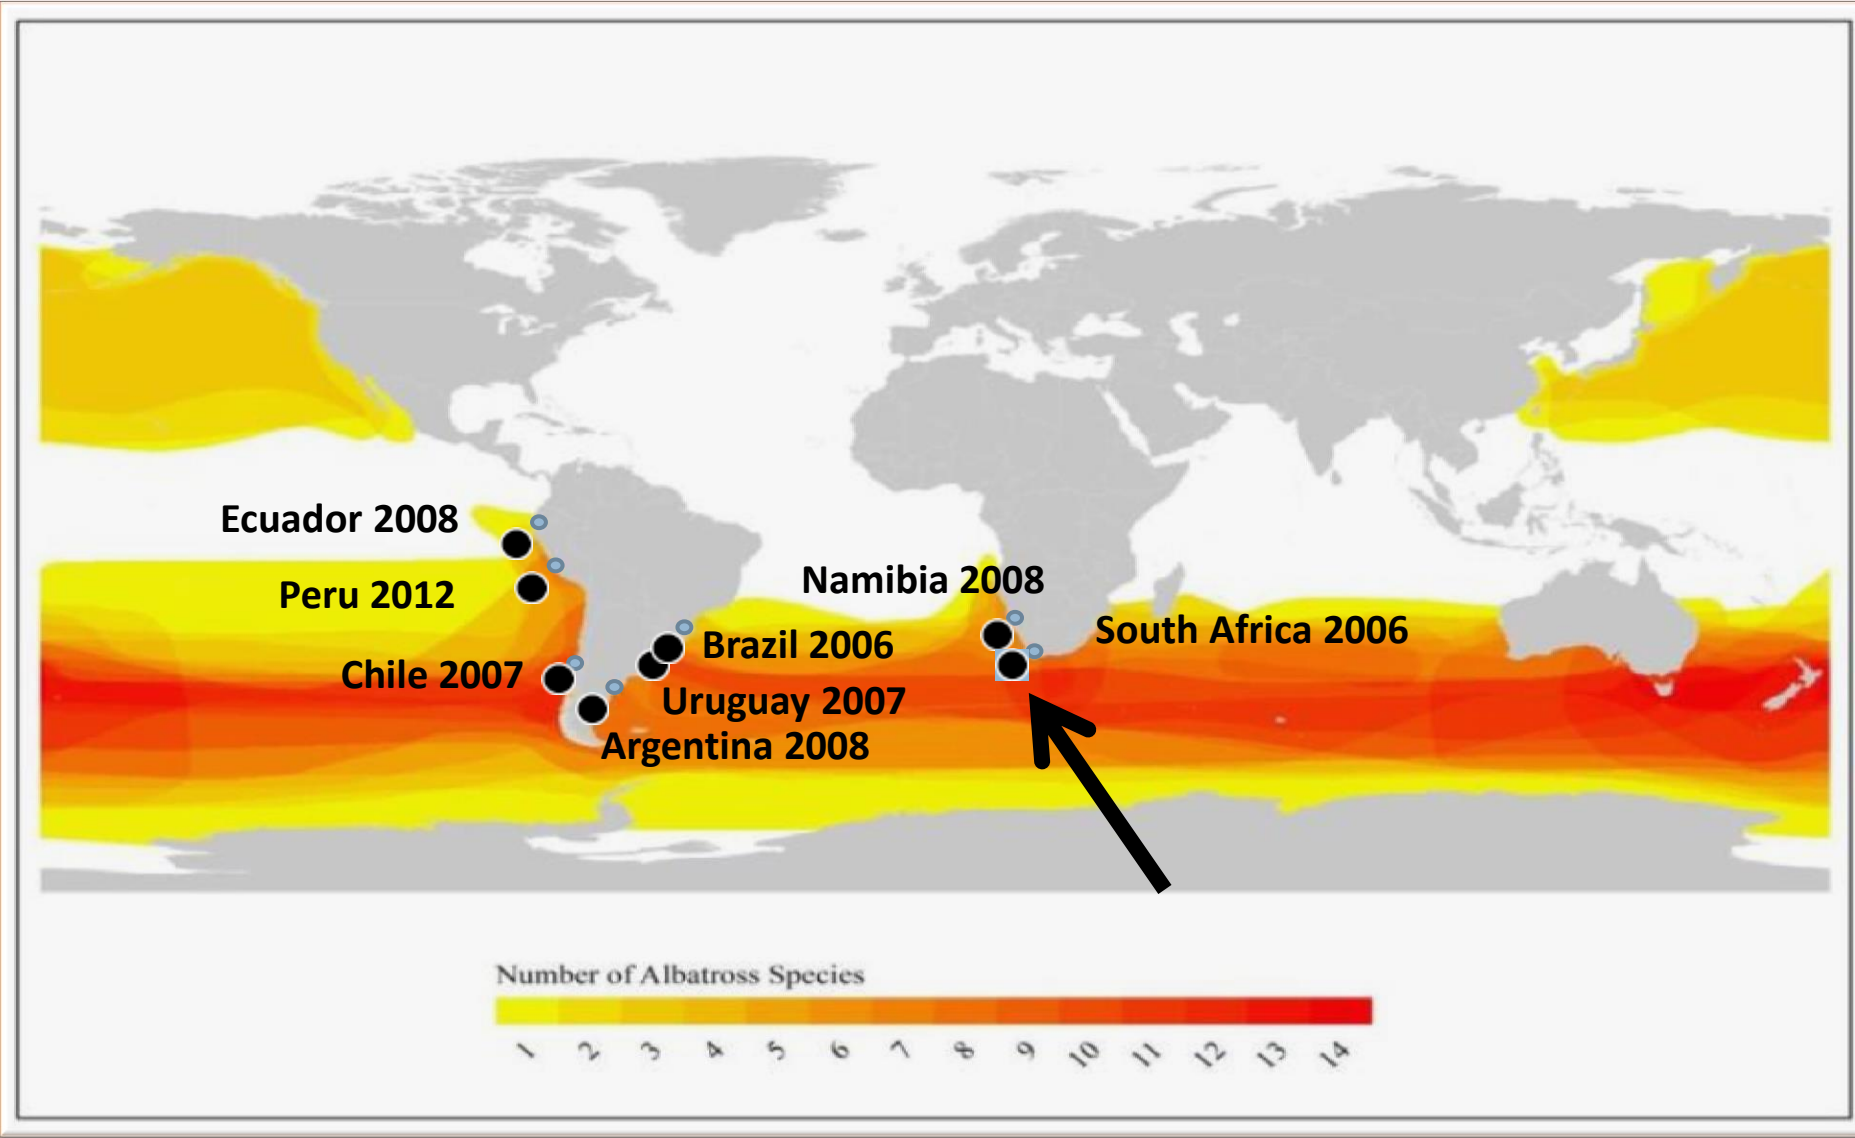 Ecuador 2008
Namibia 2008
Peru 2012
South Africa 2006
Brazil 2006
Chile 2007
Uruguay 2007
Argentina 2008
Number of Albatross Species
1 2 3 4 5 6 7 8 9 10 11 12 13 14